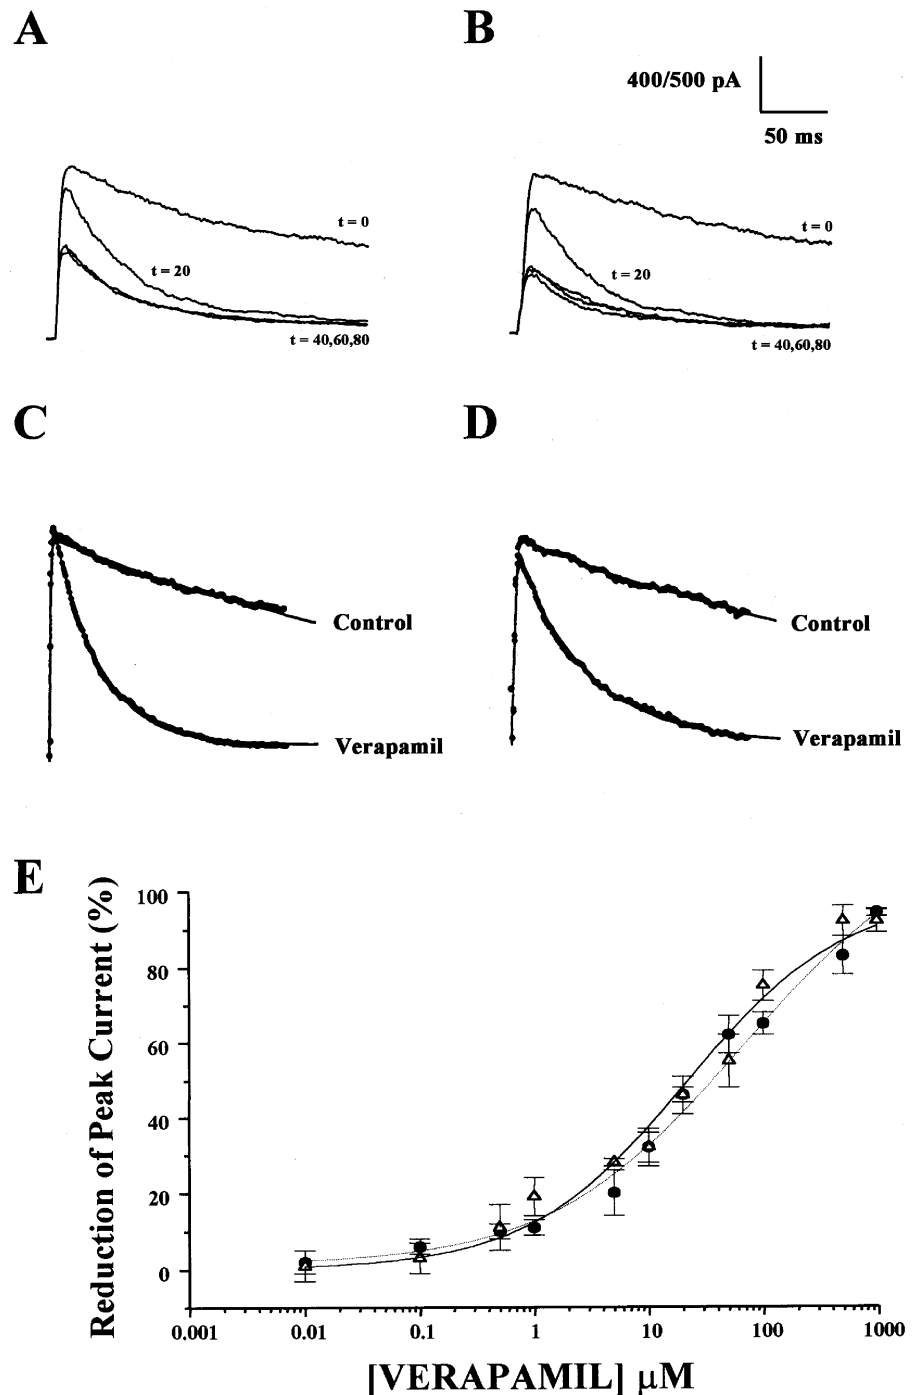 A
B
400/500 pA
50 ms
t = 0
t = 20
t = 40,60,80
t = 0
t = 20
t = 40,60,80
C
D
Control
Verapamil
Control
Verapamil
E
Reduction of Peak Current (%)
100
80
60
40
20
0
0.001
0.01
0.1
1
10
100
1000
[VERAPAMIL] μM